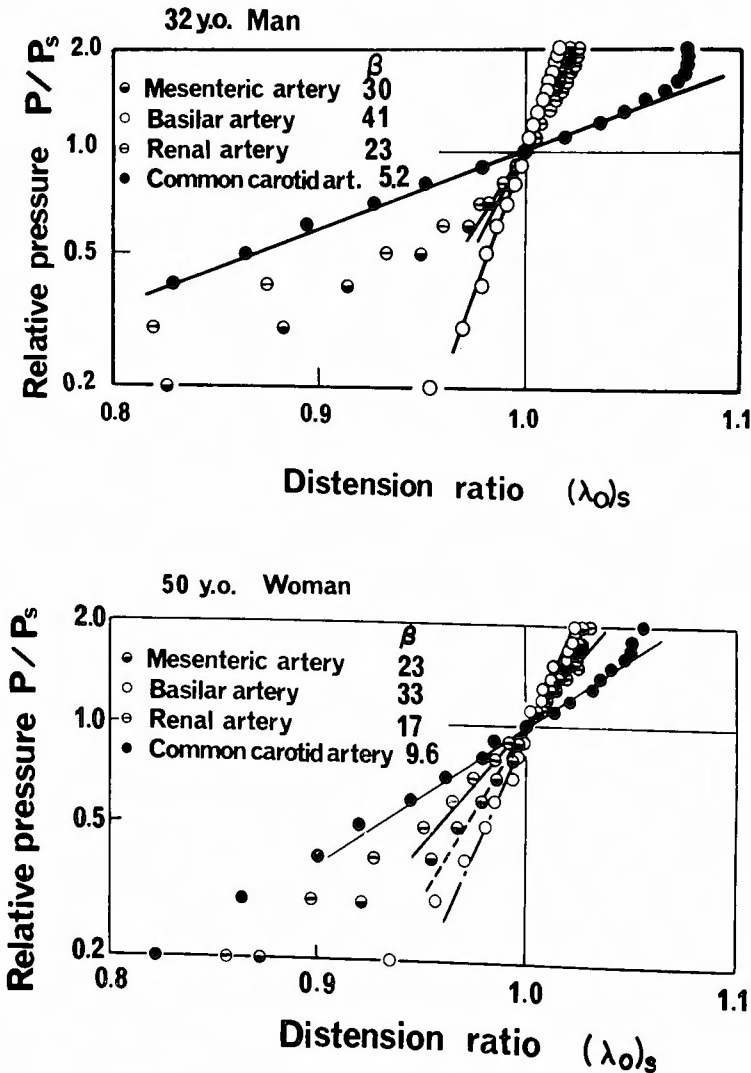 32 y.o. Man
Relative pressure P/Ps
2.0
1.0
0.5
0.2
β
Mesenteric artery 30
Basilar artery 41
Renal artery 23
Common carotid art. 5.2
0.8 0.9 1.0 1.1
Distension ratio (λ0)s
50 y.o. Woman
Relative pressure P/Ps
2.0
1.0
0.5
0.2
β
Mesenteric artery 23
Basilar artery 33
Renal artery 17
Common carotid artery 9.6
0.8 0.9 1.0 1.1
Distension ratio (λ0)s